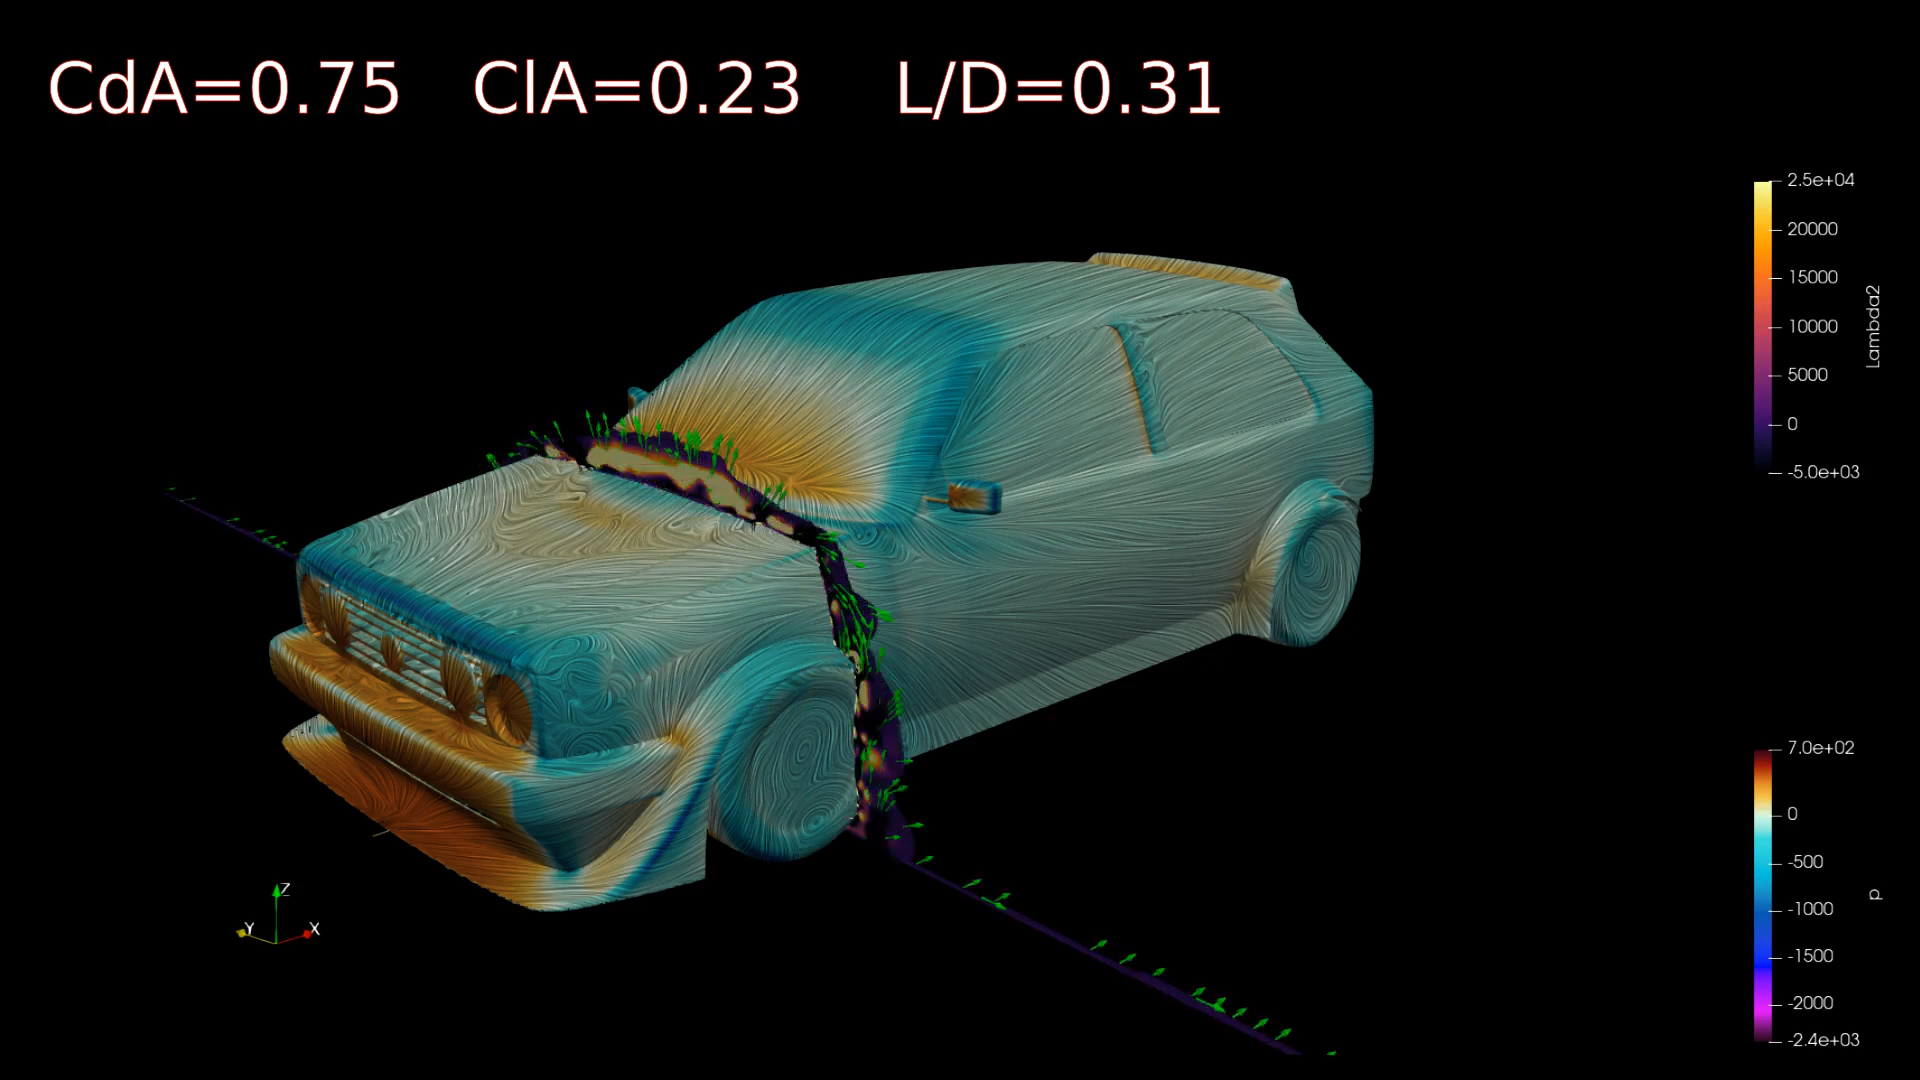 CdA=0.75 ClA=0.23 L/D=0.31
2.5e+04
20000
15000
10000
5000
0
-5.0e+03
Lambda2
7.0e+02
0
-500
-1000
-1500
-2000
-2.4e+03
p
Z
Y
X